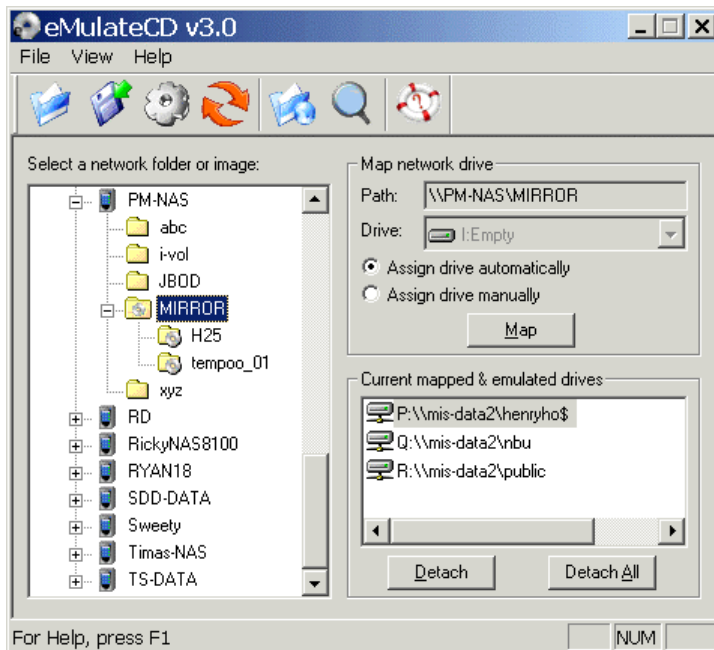 eMulateCD v3.0
File View Help
Select a network folder or image:
PM-NAS
abc
i-vol
JBOD
MIRROR
H25
tempoo_01
xyz
RD
RickyNAS8100
RYAN18
SDD-DATA
Sweety
Timas-NAS
TS-DATA
Map network drive
Path: \\PM-NAS\MIRROR
Drive: I:Empty
Assign drive automatically
Assign drive manually
Map
Current mapped & emulated drives
P:\\mis-data2\henryho$
Q:\\mis-data2\nbu
R:\\mis-data2\public
Detach Detach All
For Help, press F1 NUM